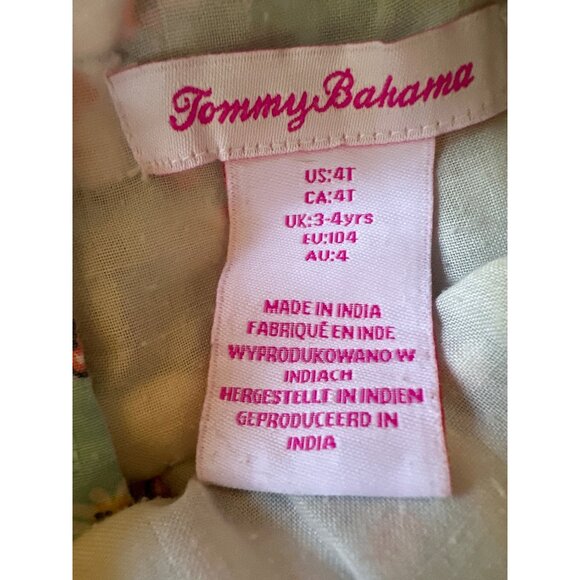 Tommy Bahama
US:4T
CA:4T
UK:3-4yrs
EU:104
AU:4
MADE IN INDIA
FABRIQUÉ EN INDE
WYPRODUKOWANO W
INDIACH
HERGESTELLT IN INDIEN
GEPRODUCEERD IN
INDIA